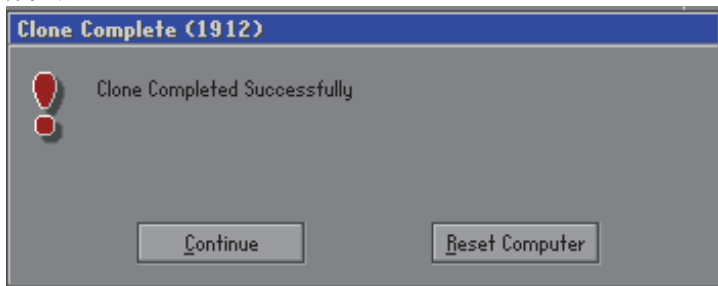 Clone Complete (1912)
Clone Completed Successfully
Continue
Reset Computer